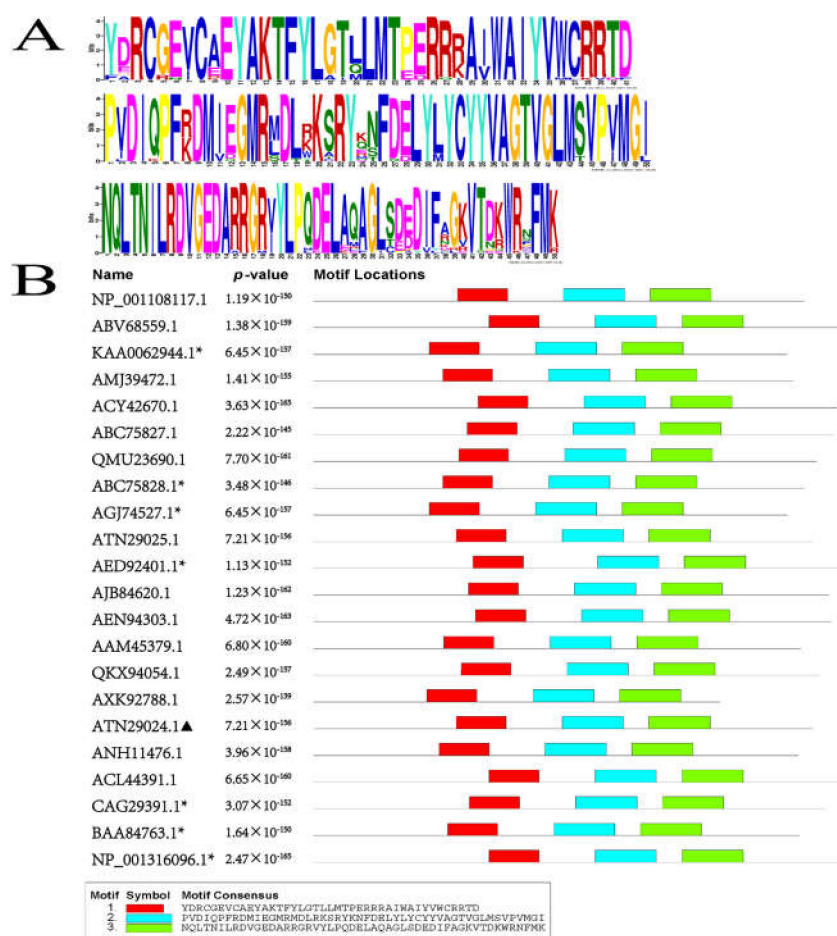 A
B
Name p-value Motif Locations
NP_001108117.1 1.19×10-150
ABV68559.1 1.38×10-159
KAA0062944.1* 6.45×10-157
AMJ39472.1 1.41×10-155
ACY42670.1 3.63×10-163
ABC75827.1 2.22×10-145
QMU23690.1 7.70×10-161
ABC75828.1* 3.48×10-146
AGJ74527.1* 6.45×10-157
ATN29025.1 7.21×10-156
AED92401.1* 1.13×10-152
AJB84620.1 1.23×10-162
AEN94303.1 4.72×10-163
AAM45379.1 6.80×10-160
QKX94054.1 2.49×10-157
AXK92788.1 2.57×10-139
ATN29024.1▲ 7.21×10-156
ANH11476.1 3.96×10-158
ACL44391.1 6.65×10-160
CAG29391.1* 3.07×10-152
BAA84763.1* 1.64×10-150
NP_001316096.1* 2.47×10-165
Motif Symbol Motif Consensus
1. YDRCGEVCAEYAKTFYLGTLLMTPERRRAIWAIYVWCRRTD
2. PVDIQPFRDMIEGMRMDLRKSRYKNFDELYLYCYYVAGTVGLMSVPVMGI
3. NQLTNILRDVGEDARRGRVYLPQDELAQAGLSDEDIFAGKVTDKWRNFMK